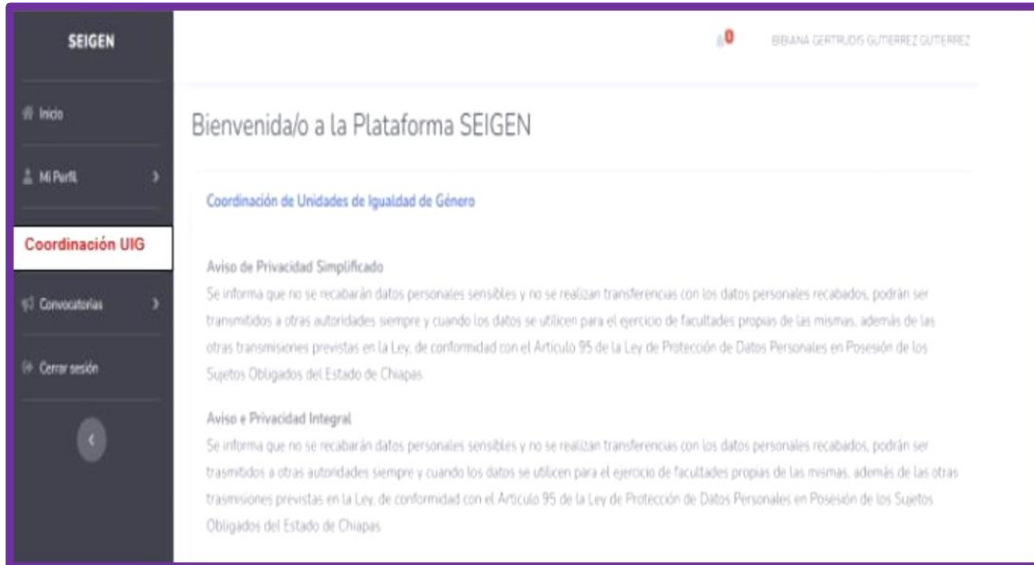 SEIGEN
0
BIBIANA GERTRUDIS GUTIERREZ GUTIERREZ
Inicio
Mi Perfil
Coordinación UIG
Convocatorias
Cerrar sesión
Bienvenida/o a la Plataforma SEIGEN
Coordinación de Unidades de Igualdad de Género
Aviso de Privacidad Simplificado
Se informa que no se recabarán datos personales sensibles y no se realizan transferencias con los datos personales recabados, podrán ser
transmitidos a otras autoridades siempre y cuando los datos se utilicen para el ejercicio de facultades propias de las mismas, además de las
otras transmisiones previstas en la Ley, de conformidad con el Artículo 95 de la Ley de Protección de Datos Personales en Posesión de los
Sujetos Obligados del Estado de Chiapas.
Aviso e Privacidad Integral
Se informa que no se recabarán datos personales sensibles y no se realizan transferencias con los datos personales recabados, podrán ser
trasmitidos a otras autoridades siempre y cuando los datos se utilicen para el ejercicio de facultades propias de las mismas, además de las otras
trasmisiones previstas en la Ley, de conformidad con el Artículo 95 de la Ley de Protección de Datos Personales en Posesión de los Sujetos
Obligados del Estado de Chiapas.